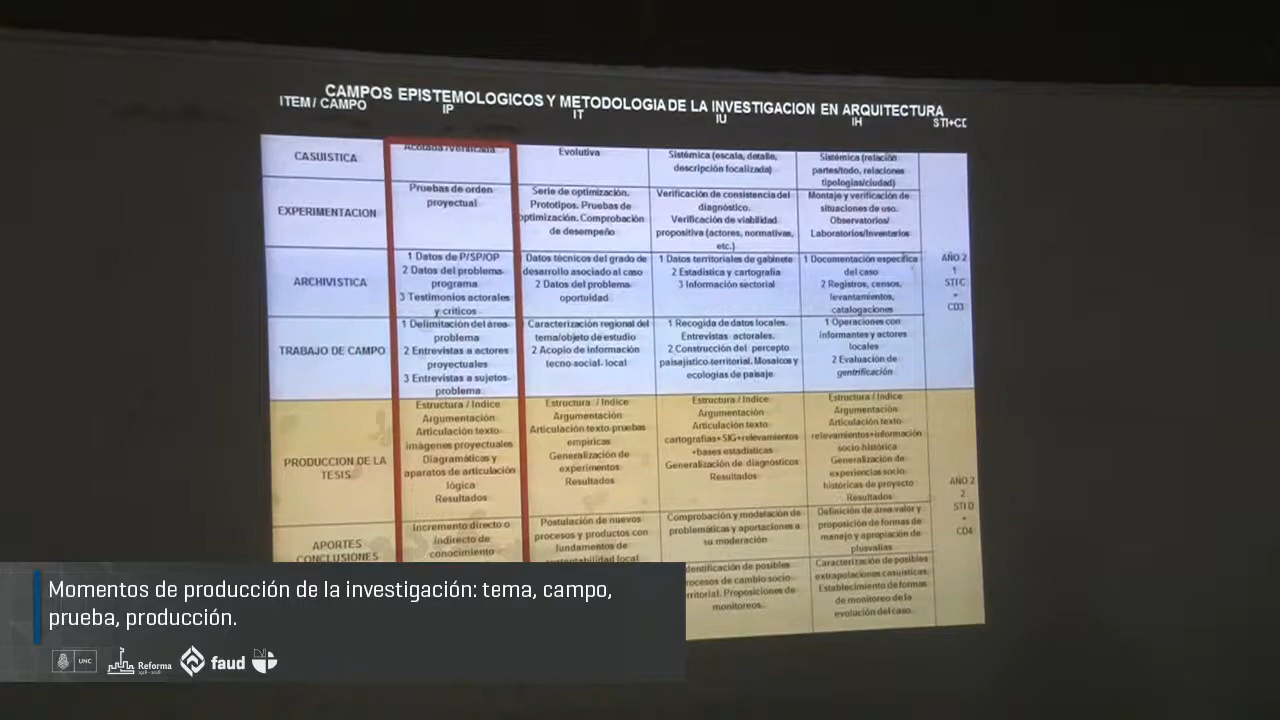 CAMPOS EPISTEMOLOGICOS Y METODOLOGIA DE LA INVESTIGACION EN ARQUITECTURA
ITEM / CAMPO
IP
IT
IU
IH
STI+CD
CASUISTICA
Acotada /verificada
Evolutiva
Sistémica (escala, detalle,
descripción localizada)
Sistémica (relación
partes/todo, relaciones
tipologías/ciudad)
EXPERIMENTACION
Pruebas de orden
proyectual
Serie de optimización.
Prototipos. Pruebas de
optimización. Comprobación
de desempeño
Verificación de consistencia del
diagnóstico.
Verificación de viabilidad
propositiva (actores, normativas,
etc.)
Montaje y verificación de
situaciones de uso.
Observatorios/
Laboratorios/Inventarios
ARCHIVISTICA
1 Datos de P/SP/OP
2 Datos del problema-
programa
3 Testimonios actorales
y críticos
Datos técnicos del grado de
desarrollo asociado al caso
2 Datos del problema
oportuidad
1 Datos territoriales de gabinete
2 Estadística y cartografía
3 Información sectorial
1 Documentación específica
del caso
2 Registros, censos,
levantamientos,
catalogaciones
AÑO 2
1
STI C
+
CD3
TRABAJO DE CAMPO
1 Delimitación del área-
problema
2 Entrevistas a actores
proyectuales
3 Entrevistas a sujetos-
problema
Caracterización regional del
tema/objeto de estudio
2 Acopio de información
tecno-social- local
1 Recogida de datos locales.
Entrevistas actorales.
2 Construcción del percepto
paisajístico-territorial. Mosaicos y
ecologías de paisaje
1 Operaciones con
informantes y actores
locales
2 Evaluación de
gentrificación
PRODUCCION DE LA
TESIS
Estructura / Indice
Argumentación
Articulación texto-
imágenes proyectuales
Diagramáticas y
aparatos de articulación
lógica
Resultados
Estructura / Indice
Argumentación
Articulación texto-pruebas
empíricas
Generalización de
experimentos
Resultados
Estructura / Indice
Argumentación
Articulación texto-
cartografías+ SIG+relevamientos
+bases estadísticas
Generalización de diagnósticos
Resultados
Estructura / Indice
Argumentación
Articulación texto-
relevamientos+información
socio-histórica
Generalización de
experiencias socio-
históricas de proyecto
Resultados
AÑO 2
2
STI D
+
CD4
APORTES
CONCLUSIONES
Incremento directo o
indirecto de
conocimiento
Postulación de nuevos
procesos y productos con
fundamentos de
sustentabilidad local
Comprobación y modelación de
problemáticas y aportaciones a
su moderación
Definición de área valor y
proposición de formas de
manejo y apropiación de
plusvalías
dentificación de posibles
rocesos de cambio socio-
rritorial. Proposiciones de
monitoreos.
Caracterización de posibles
extrapolaciones casuísticas.
Establecimiento de formas
de monitoreo de la
evolución del caso.
Momentos de producción de la investigación: tema, campo,
prueba, producción.
UNC
Reforma
1918 - 2018
faud